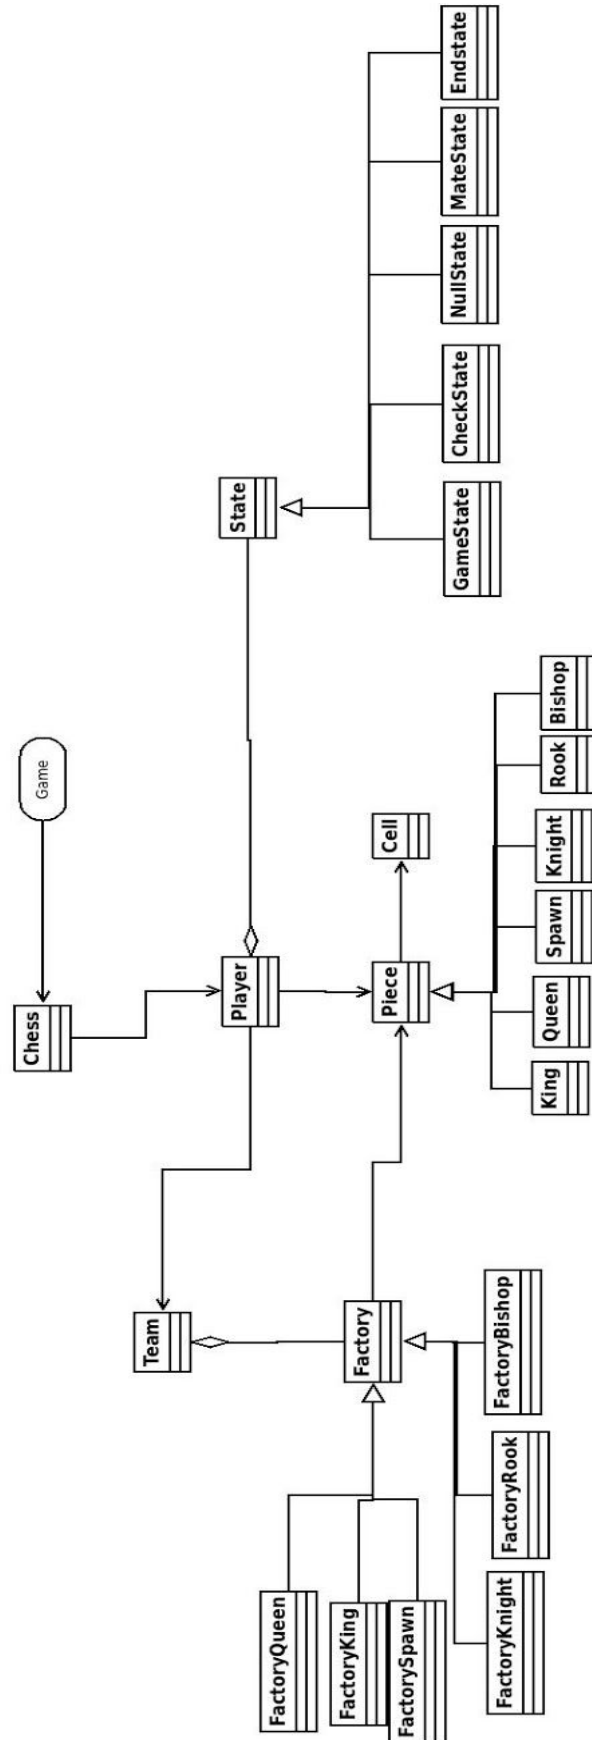 Game
Chess
Team
Player
State
Factory
Piece
Cell
FactoryQueen
FactoryKing
FactorySpawn
FactoryKnight
FactoryRook
FactoryBishop
King
Queen
Spawn
Knight
Rook
Bishop
GameState
CheckState
NullState
MateState
Endstate